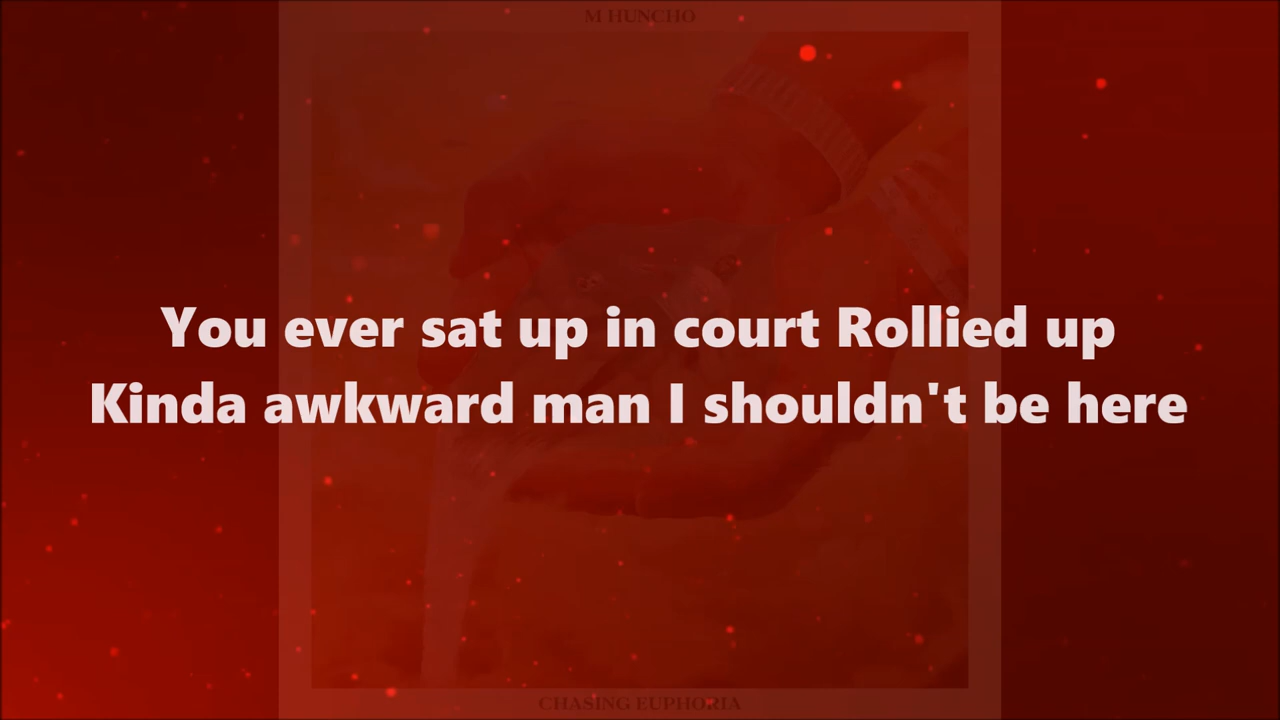 M HUNCHO
You ever sat up in court Rollied up
Kinda awkward man I shouldn't be here
CHASING EUPHORIA